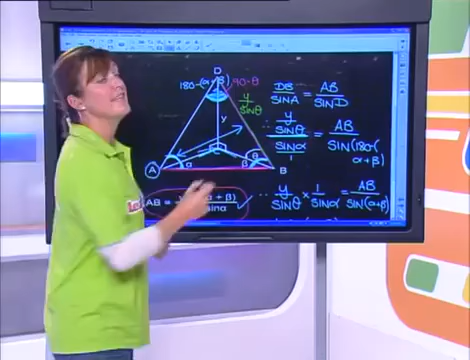 D
180-(α+β)
90-θ
y/sinθ
y
A
α
β
θ
B
DB/SINA = AB/SIND
∴ y/SINθ / SINα/1 = AB/SIN(180-(α+β)
AB = α+β)/sinα ✓
∴ y/SINθ × 1/SINα = AB/SIN(α+β)